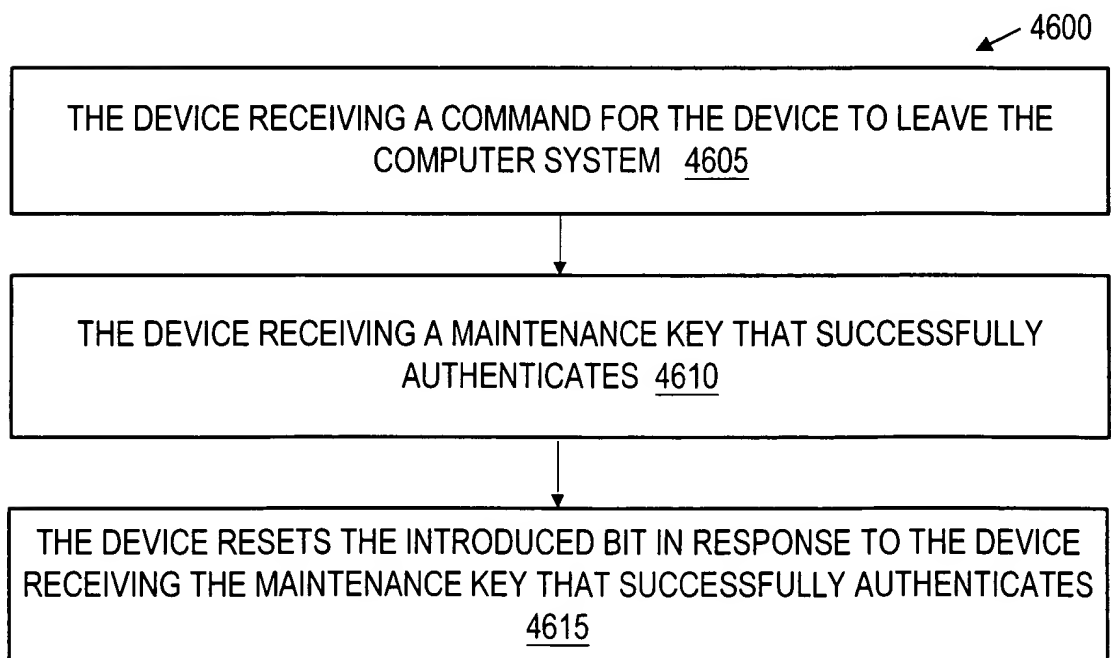 4600
THE DEVICE RECEIVING A COMMAND FOR THE DEVICE TO LEAVE THE
COMPUTER SYSTEM 4605
THE DEVICE RECEIVING A MAINTENANCE KEY THAT SUCCESSFULLY
AUTHENTICATES 4610
THE DEVICE RESETS THE INTRODUCED BIT IN RESPONSE TO THE DEVICE
RECEIVING THE MAINTENANCE KEY THAT SUCCESSFULLY AUTHENTICATES
4615